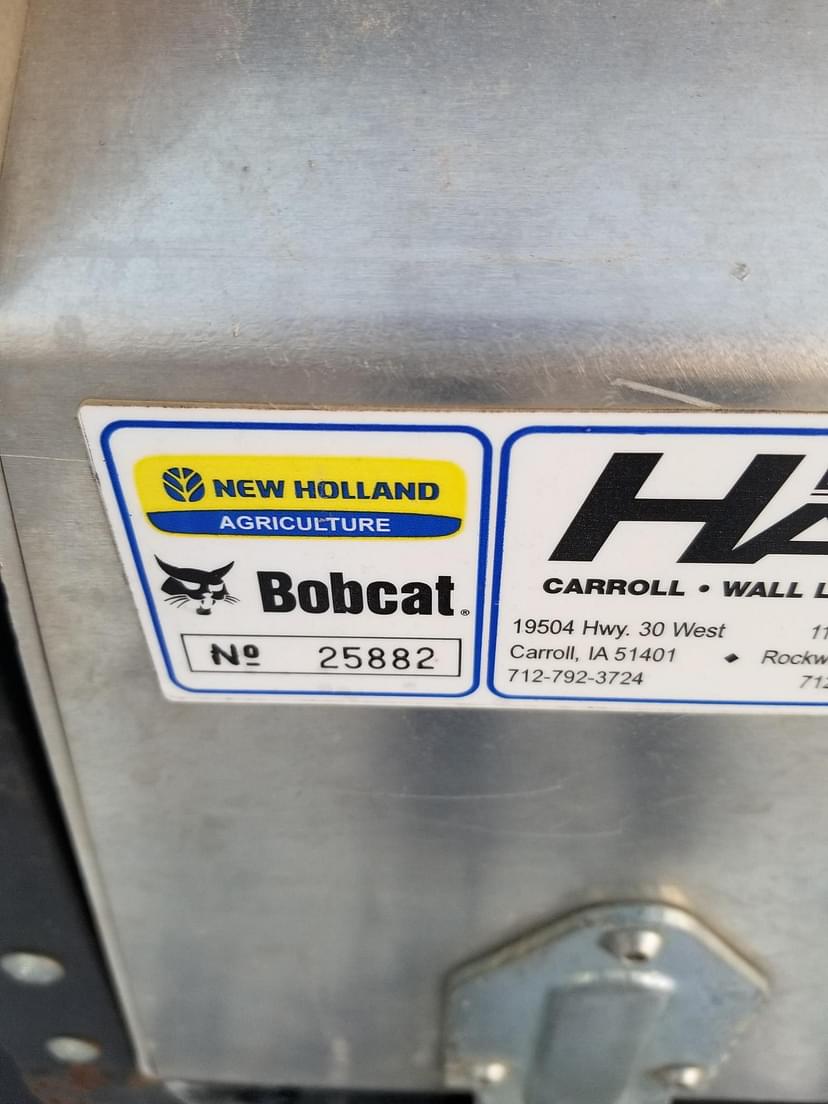 NEW HOLLAND
AGRICULTURE
Bobcat®
Nº 25882
CARROLL • WALL
19504 Hwy. 30 West
Carroll, IA 51401 ◆
712-792-3724